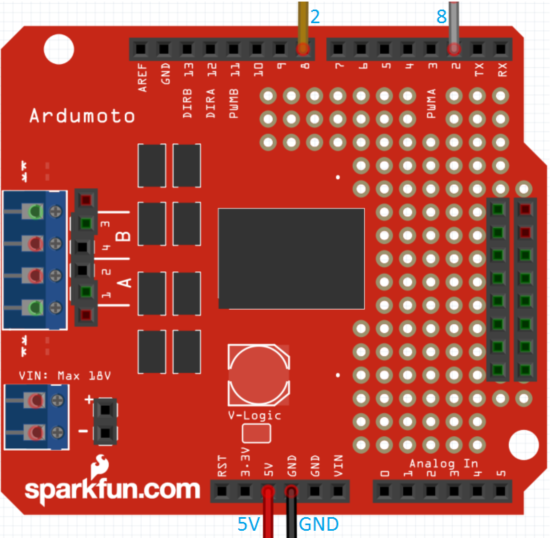 2 8
AREF GND 13 12 11 10 9 8 7 6 5 4 3 2 TX RX
DIRB DIRA PWMB PWMA
Ardumoto
3
4 B
2
1 A
VIN: Max 18V
+
-
V-Logic
sparkfun.com
RST 3.3V 5V GND GND VIN
Analog In
0 1 2 3 4 5
5V GND